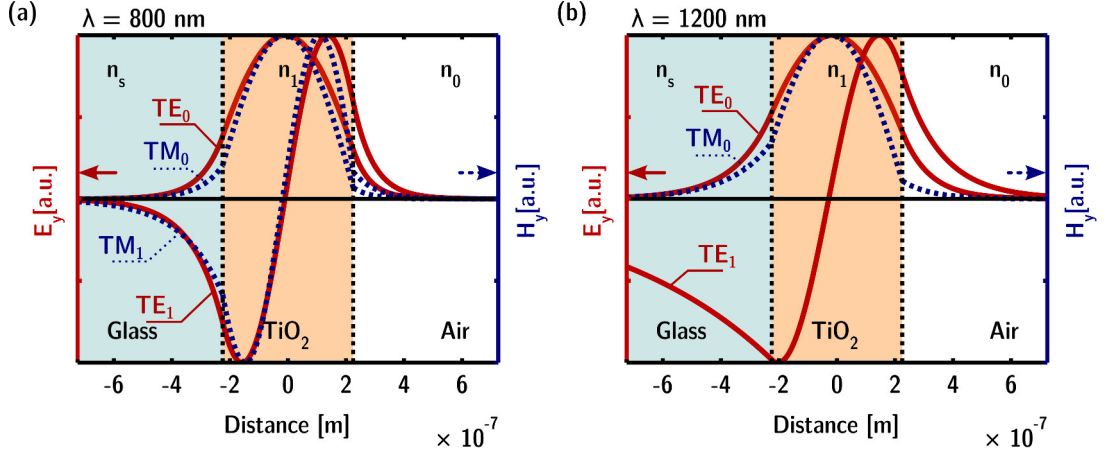 (a)
λ = 800 nm
n_s
n_1
n_0
TE_0
TM_0
TM_1
TE_1
Glass
TiO_2
Air
E_y[a.u.]
H_y[a.u.]
-6 -4 -2 0 2 4 6
Distance [m]
× 10^-7
(b)
λ = 1200 nm
n_s
n_1
n_0
TE_0
TM_0
TE_1
Glass
TiO_2
Air
E_y[a.u.]
H_y[a.u.]
-6 -4 -2 0 2 4 6
Distance [m]
× 10^-7